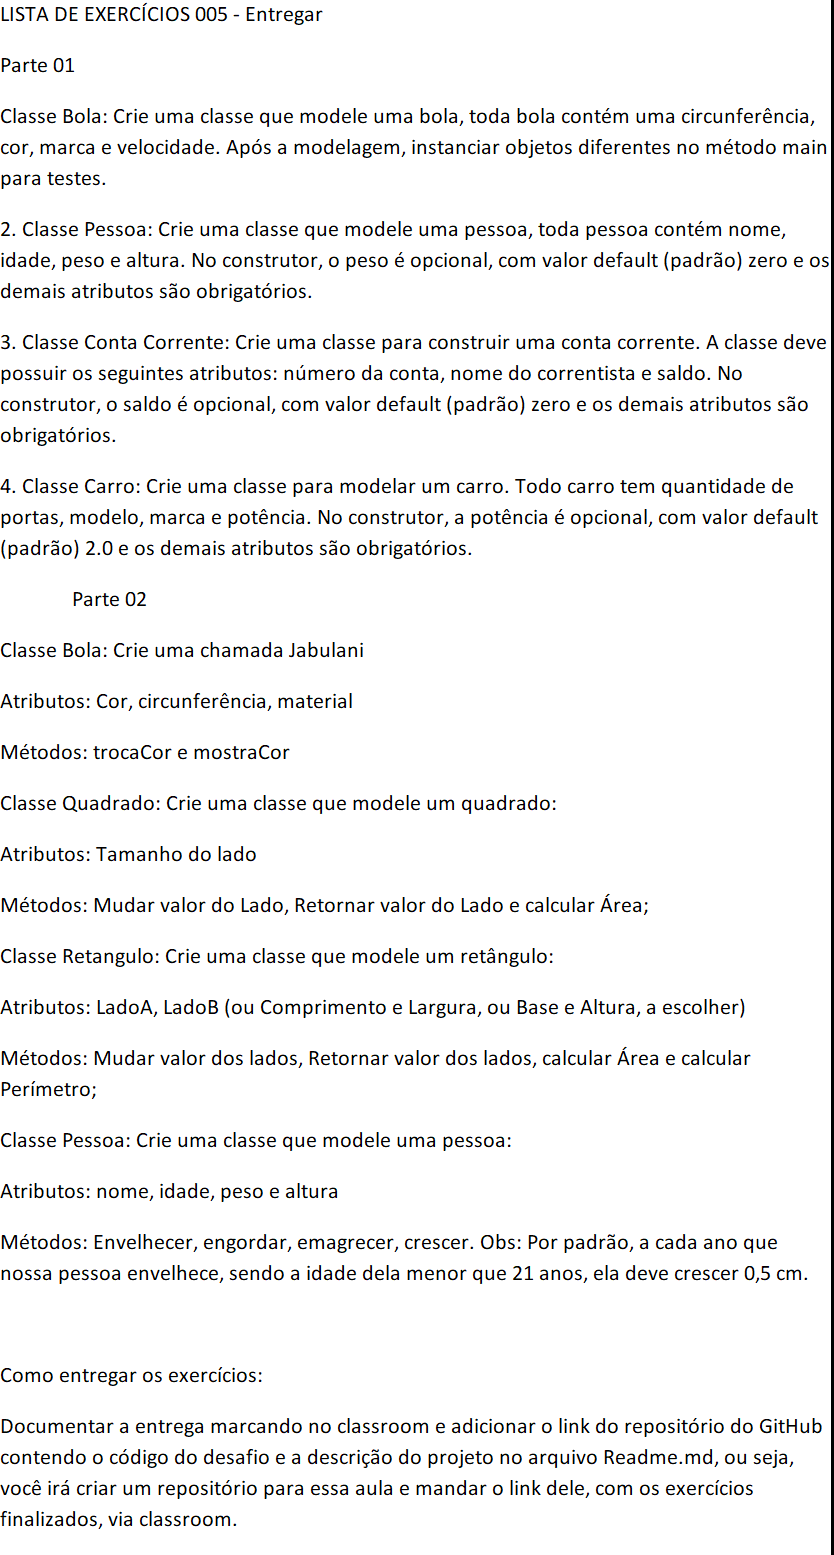 LISTA DE EXERCÍCIOS 005 - Entregar
Parte 01
Classe Bola: Crie uma classe que modele uma bola, toda bola contém uma circunferência,
cor, marca e velocidade. Após a modelagem, instanciar objetos diferentes no método main
para testes.
2. Classe Pessoa: Crie uma classe que modele uma pessoa, toda pessoa contém nome,
idade, peso e altura. No construtor, o peso é opcional, com valor default (padrão) zero e os
demais atributos são obrigatórios.
3. Classe Conta Corrente: Crie uma classe para construir uma conta corrente. A classe deve
possuir os seguintes atributos: número da conta, nome do correntista e saldo. No
construtor, o saldo é opcional, com valor default (padrão) zero e os demais atributos são
obrigatórios.
4. Classe Carro: Crie uma classe para modelar um carro. Todo carro tem quantidade de
portas, modelo, marca e potência. No construtor, a potência é opcional, com valor default
(padrão) 2.0 e os demais atributos são obrigatórios.
Parte 02
Classe Bola: Crie uma chamada Jabulani
Atributos: Cor, circunferência, material
Métodos: trocaCor e mostraCor
Classe Quadrado: Crie uma classe que modele um quadrado:
Atributos: Tamanho do lado
Métodos: Mudar valor do Lado, Retornar valor do Lado e calcular Área;
Classe Retangulo: Crie uma classe que modele um retângulo:
Atributos: LadoA, LadoB (ou Comprimento e Largura, ou Base e Altura, a escolher)
Métodos: Mudar valor dos lados, Retornar valor dos lados, calcular Área e calcular
Perímetro;
Classe Pessoa: Crie uma classe que modele uma pessoa:
Atributos: nome, idade, peso e altura
Métodos: Envelhecer, engordar, emagrecer, crescer. Obs: Por padrão, a cada ano que
nossa pessoa envelhece, sendo a idade dela menor que 21 anos, ela deve crescer 0,5 cm.
Como entregar os exercícios:
Documentar a entrega marcando no classroom e adicionar o link do repositório do GitHub
contendo o código do desafio e a descrição do projeto no arquivo Readme.md, ou seja,
você irá criar um repositório para essa aula e mandar o link dele, com os exercícios
finalizados, via classroom.